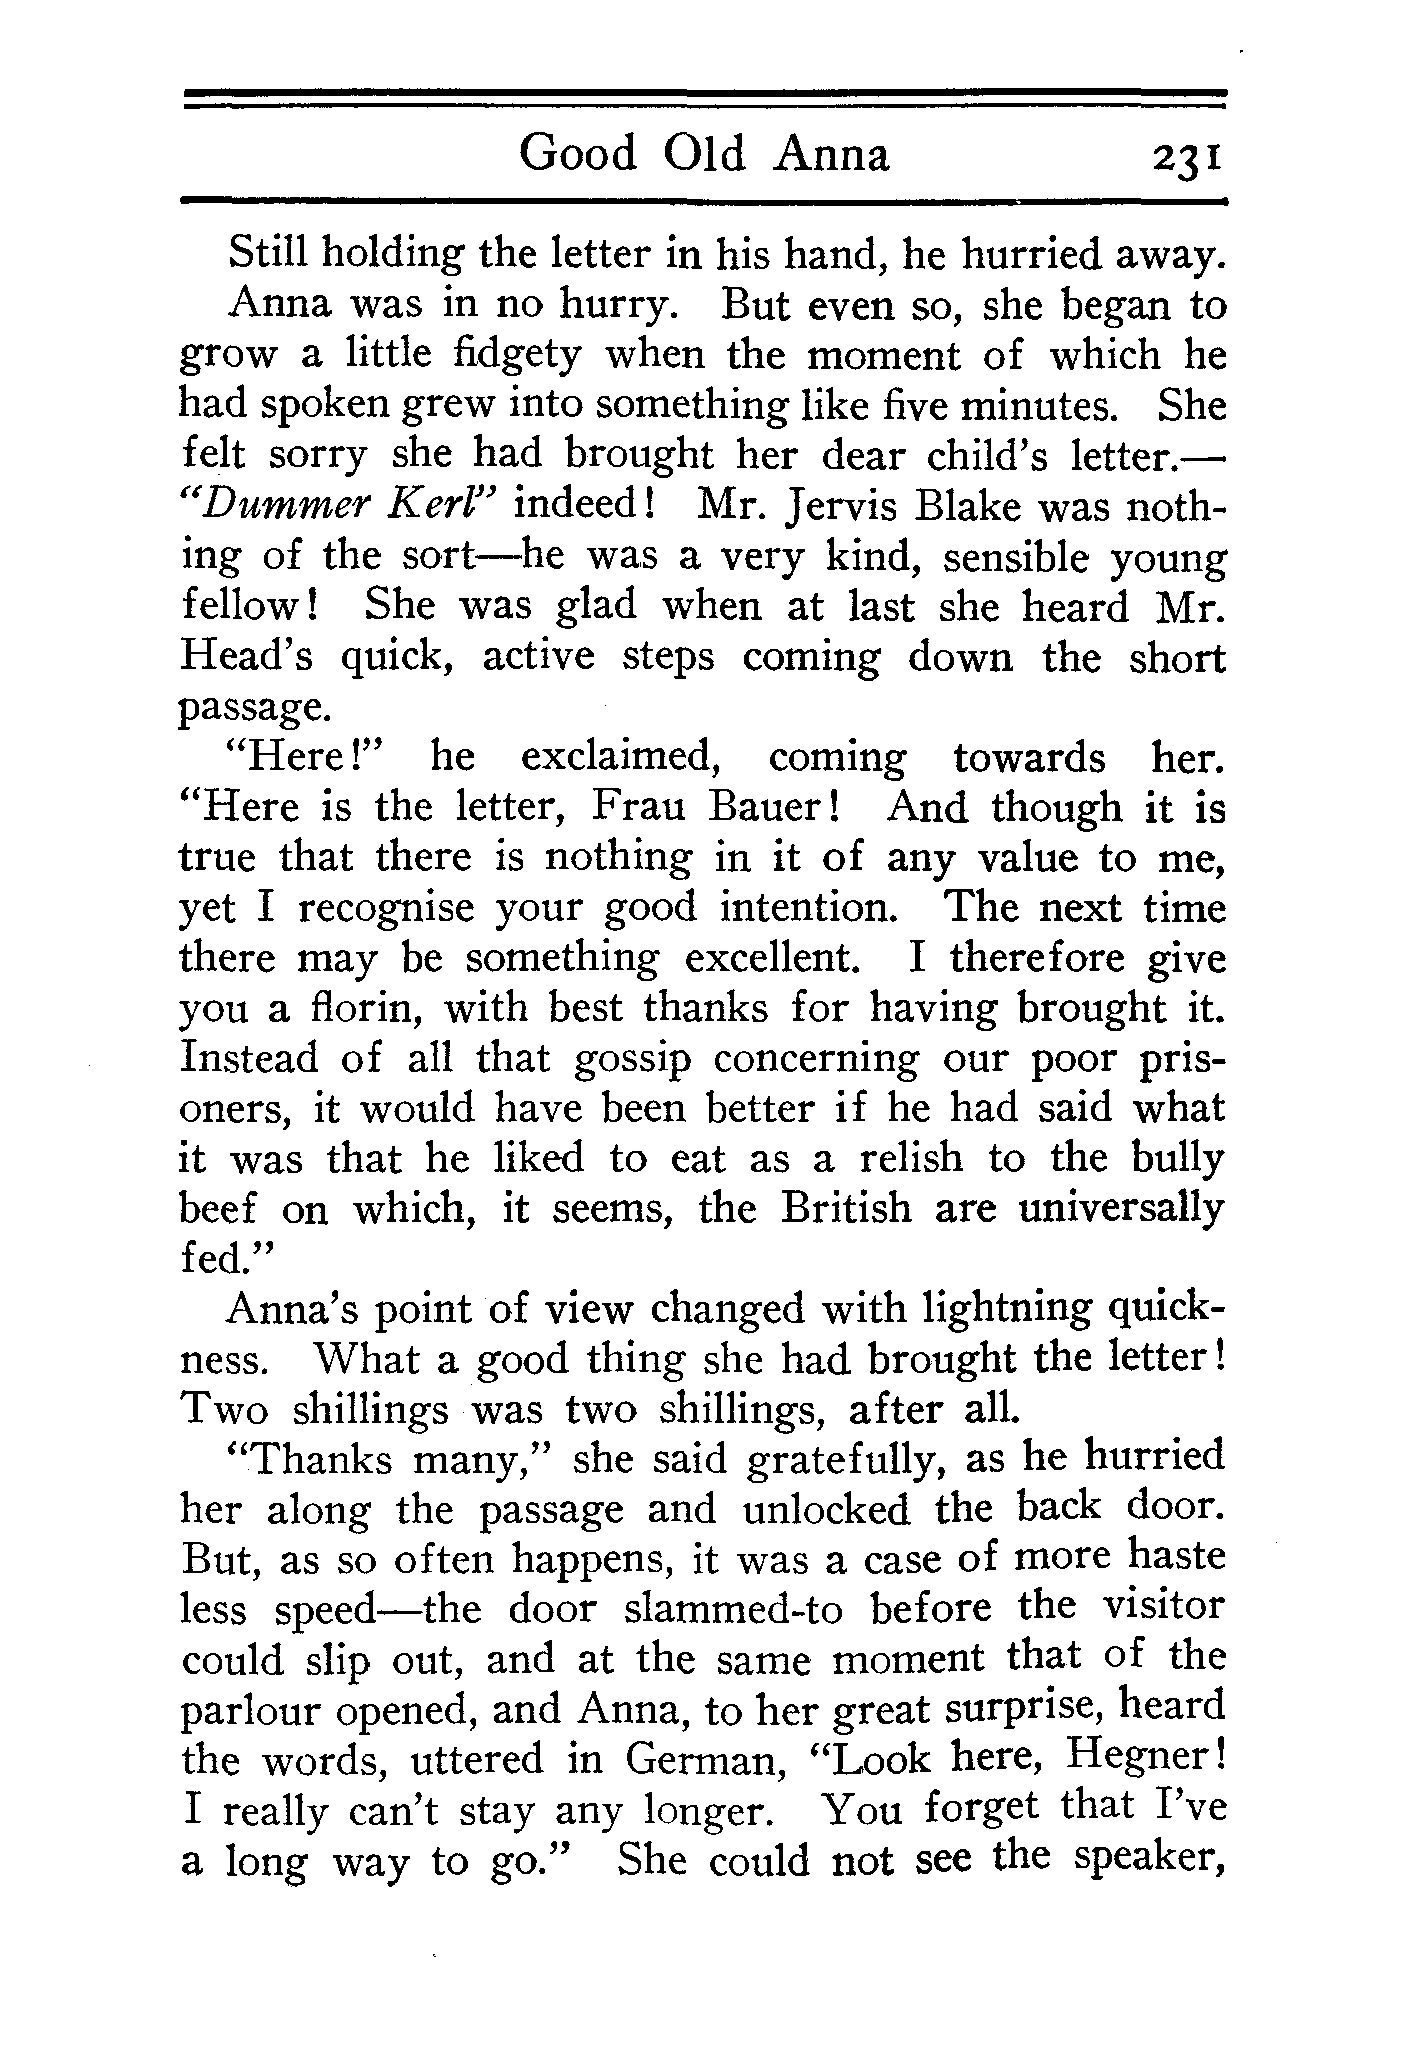 Good Old Anna 231
Still holding the letter in his hand, he hurried away.
Anna was in no hurry. But even so, she began to
grow a little fidgety when the moment of which he
had spoken grew into something like five minutes. She
felt sorry she had brought her dear child's letter.—
"Dummer Kerl" indeed! Mr. Jervis Blake was noth-
ing of the sort—he was a very kind, sensible young
fellow! She was glad when at last she heard Mr.
Head's quick, active steps coming down the short
passage.
"Here!" he exclaimed, coming towards her.
"Here is the letter, Frau Bauer! And though it is
true that there is nothing in it of any value to me,
yet I recognise your good intention. The next time
there may be something excellent. I therefore give
you a florin, with best thanks for having brought it.
Instead of all that gossip concerning our poor pris-
oners, it would have been better if he had said what
it was that he liked to eat as a relish to the bully
beef on which, it seems, the British are universally
fed."
Anna's point of view changed with lightning quick-
ness. What a good thing she had brought the letter!
Two shillings was two shillings, after all.
"Thanks many," she said gratefully, as he hurried
her along the passage and unlocked the back door.
But, as so often happens, it was a case of more haste
less speed—the door slammed-to before the visitor
could slip out, and at the same moment that of the
parlour opened, and Anna, to her great surprise, heard
the words, uttered in German, "Look here, Hegner!
I really can't stay any longer. You forget that I've
a long way to go." She could not see the speaker,